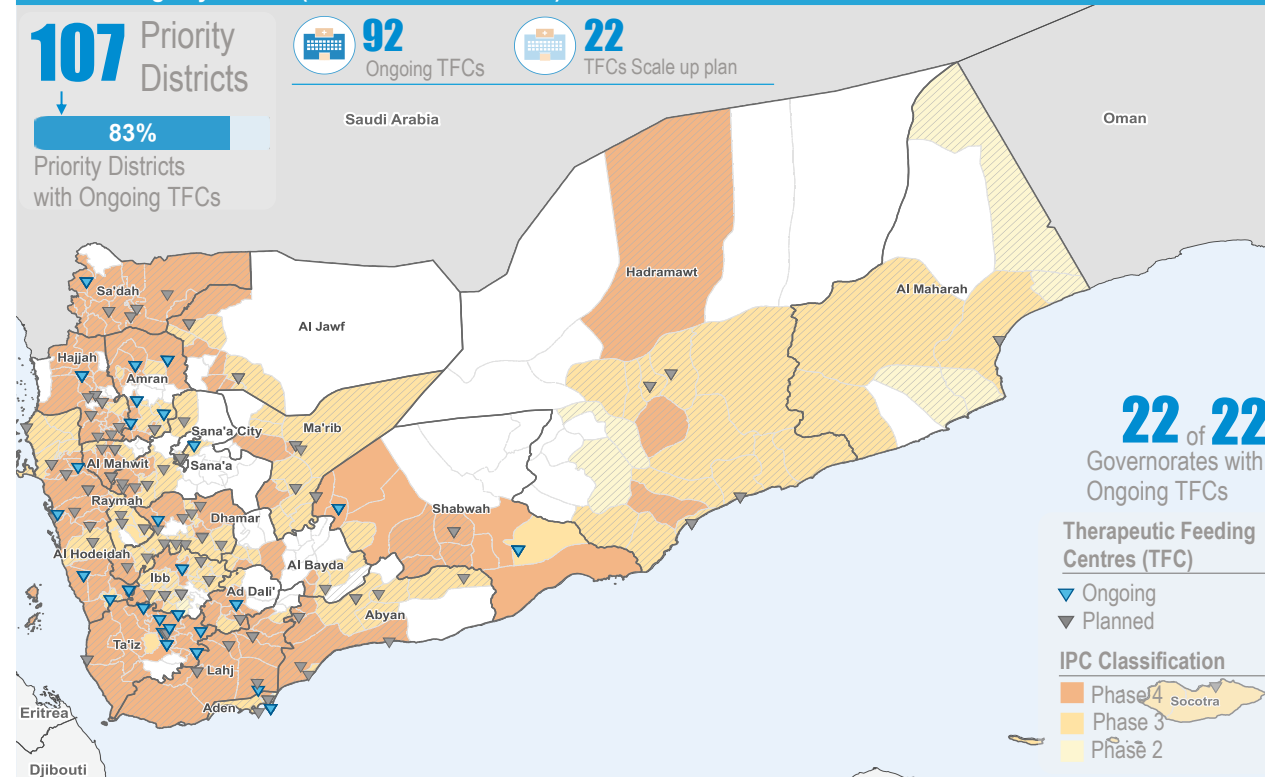 107 Priority
Districts
83%
Priority Districts
with Ongoing TFCs
92
Ongoing TFCs
22
TFCs Scale up plan
Saudi Arabia
Oman
Hadramawt
Al Maharah
Sa'dah
Al Jawf
Hajjah
Amran
Sana'a City
Ma'rib
Al Mahwit
Sana'a
Raymah
Dhamar
Shabwah
Al Hodeidah
Al Bayda
Ibb
Ad Dali'
Abyan
Ta'iz
Lahj
Aden
Eritrea
Djibouti
22 of 22
Governorates with
Ongoing TFCs
Therapeutic Feeding
Centres (TFC)
Ongoing
Planned
IPC Classification
Phase 4
Socotra
Phase 3
Phase 2